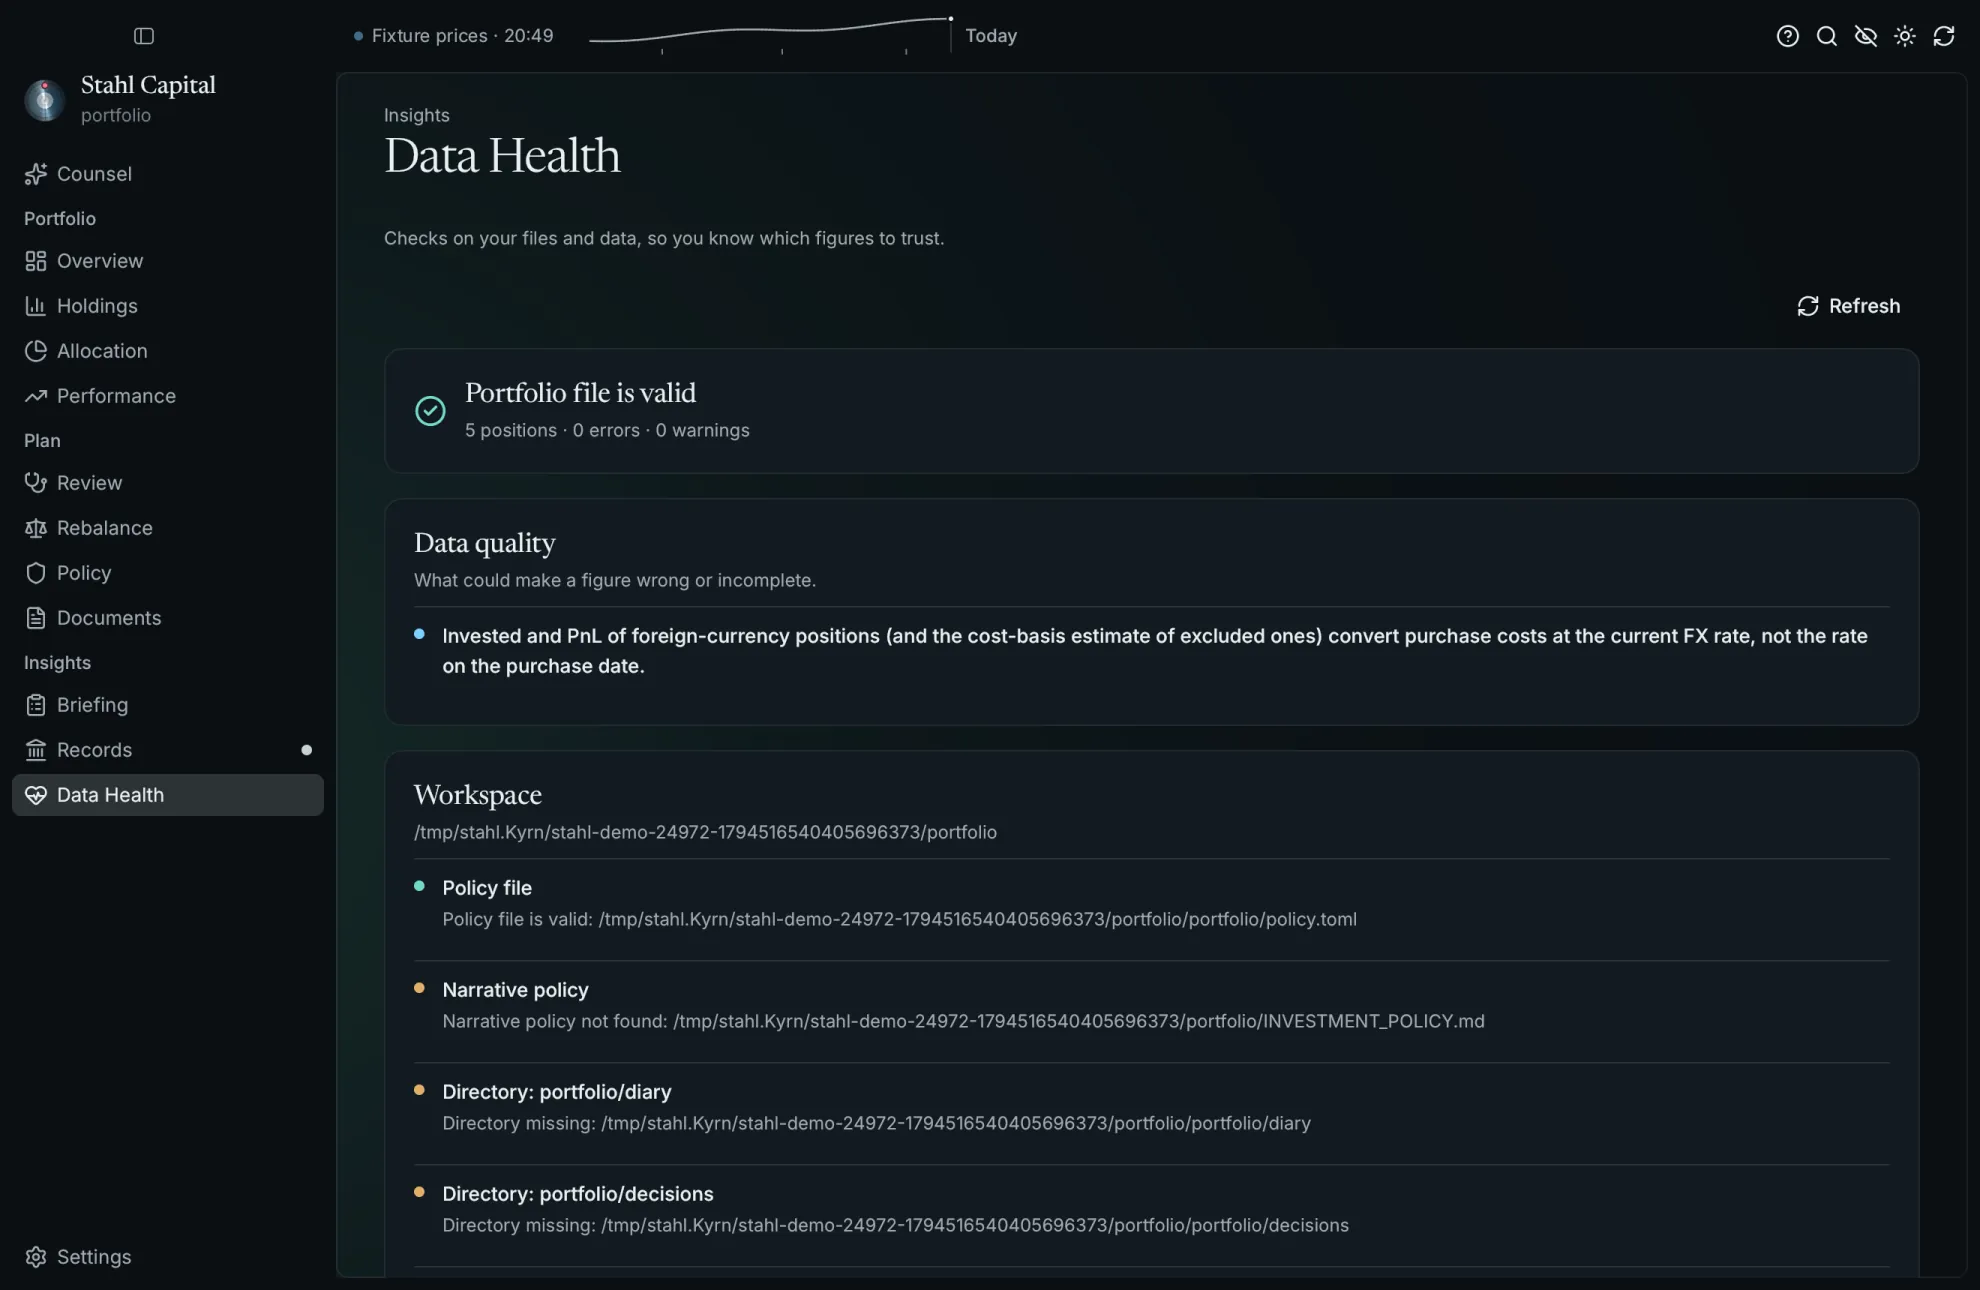 Fixture prices · 20:49
Today
Stahl Capital
portfolio
Counsel
Portfolio
Overview
Holdings
Allocation
Performance
Plan
Review
Rebalance
Policy
Documents
Insights
Briefing
Records
Data Health
Settings
Insights
Data Health
Checks on your files and data, so you know which figures to trust.
Refresh
Portfolio file is valid
5 positions · 0 errors · 0 warnings
Data quality
What could make a figure wrong or incomplete.
Invested and PnL of foreign-currency positions (and the cost-basis estimate of excluded ones) convert purchase costs at the current FX rate, not the rate
on the purchase date.
Workspace
/tmp/stahl.Kyrn/stahl-demo-24972-1794516540405696373/portfolio
Policy file
Policy file is valid: /tmp/stahl.Kyrn/stahl-demo-24972-1794516540405696373/portfolio/portfolio/policy.toml
Narrative policy
Narrative policy not found: /tmp/stahl.Kyrn/stahl-demo-24972-1794516540405696373/portfolio/INVESTMENT_POLICY.md
Directory: portfolio/diary
Directory missing: /tmp/stahl.Kyrn/stahl-demo-24972-1794516540405696373/portfolio/portfolio/diary
Directory: portfolio/decisions
Directory missing: /tmp/stahl.Kyrn/stahl-demo-24972-1794516540405696373/portfolio/portfolio/decisions